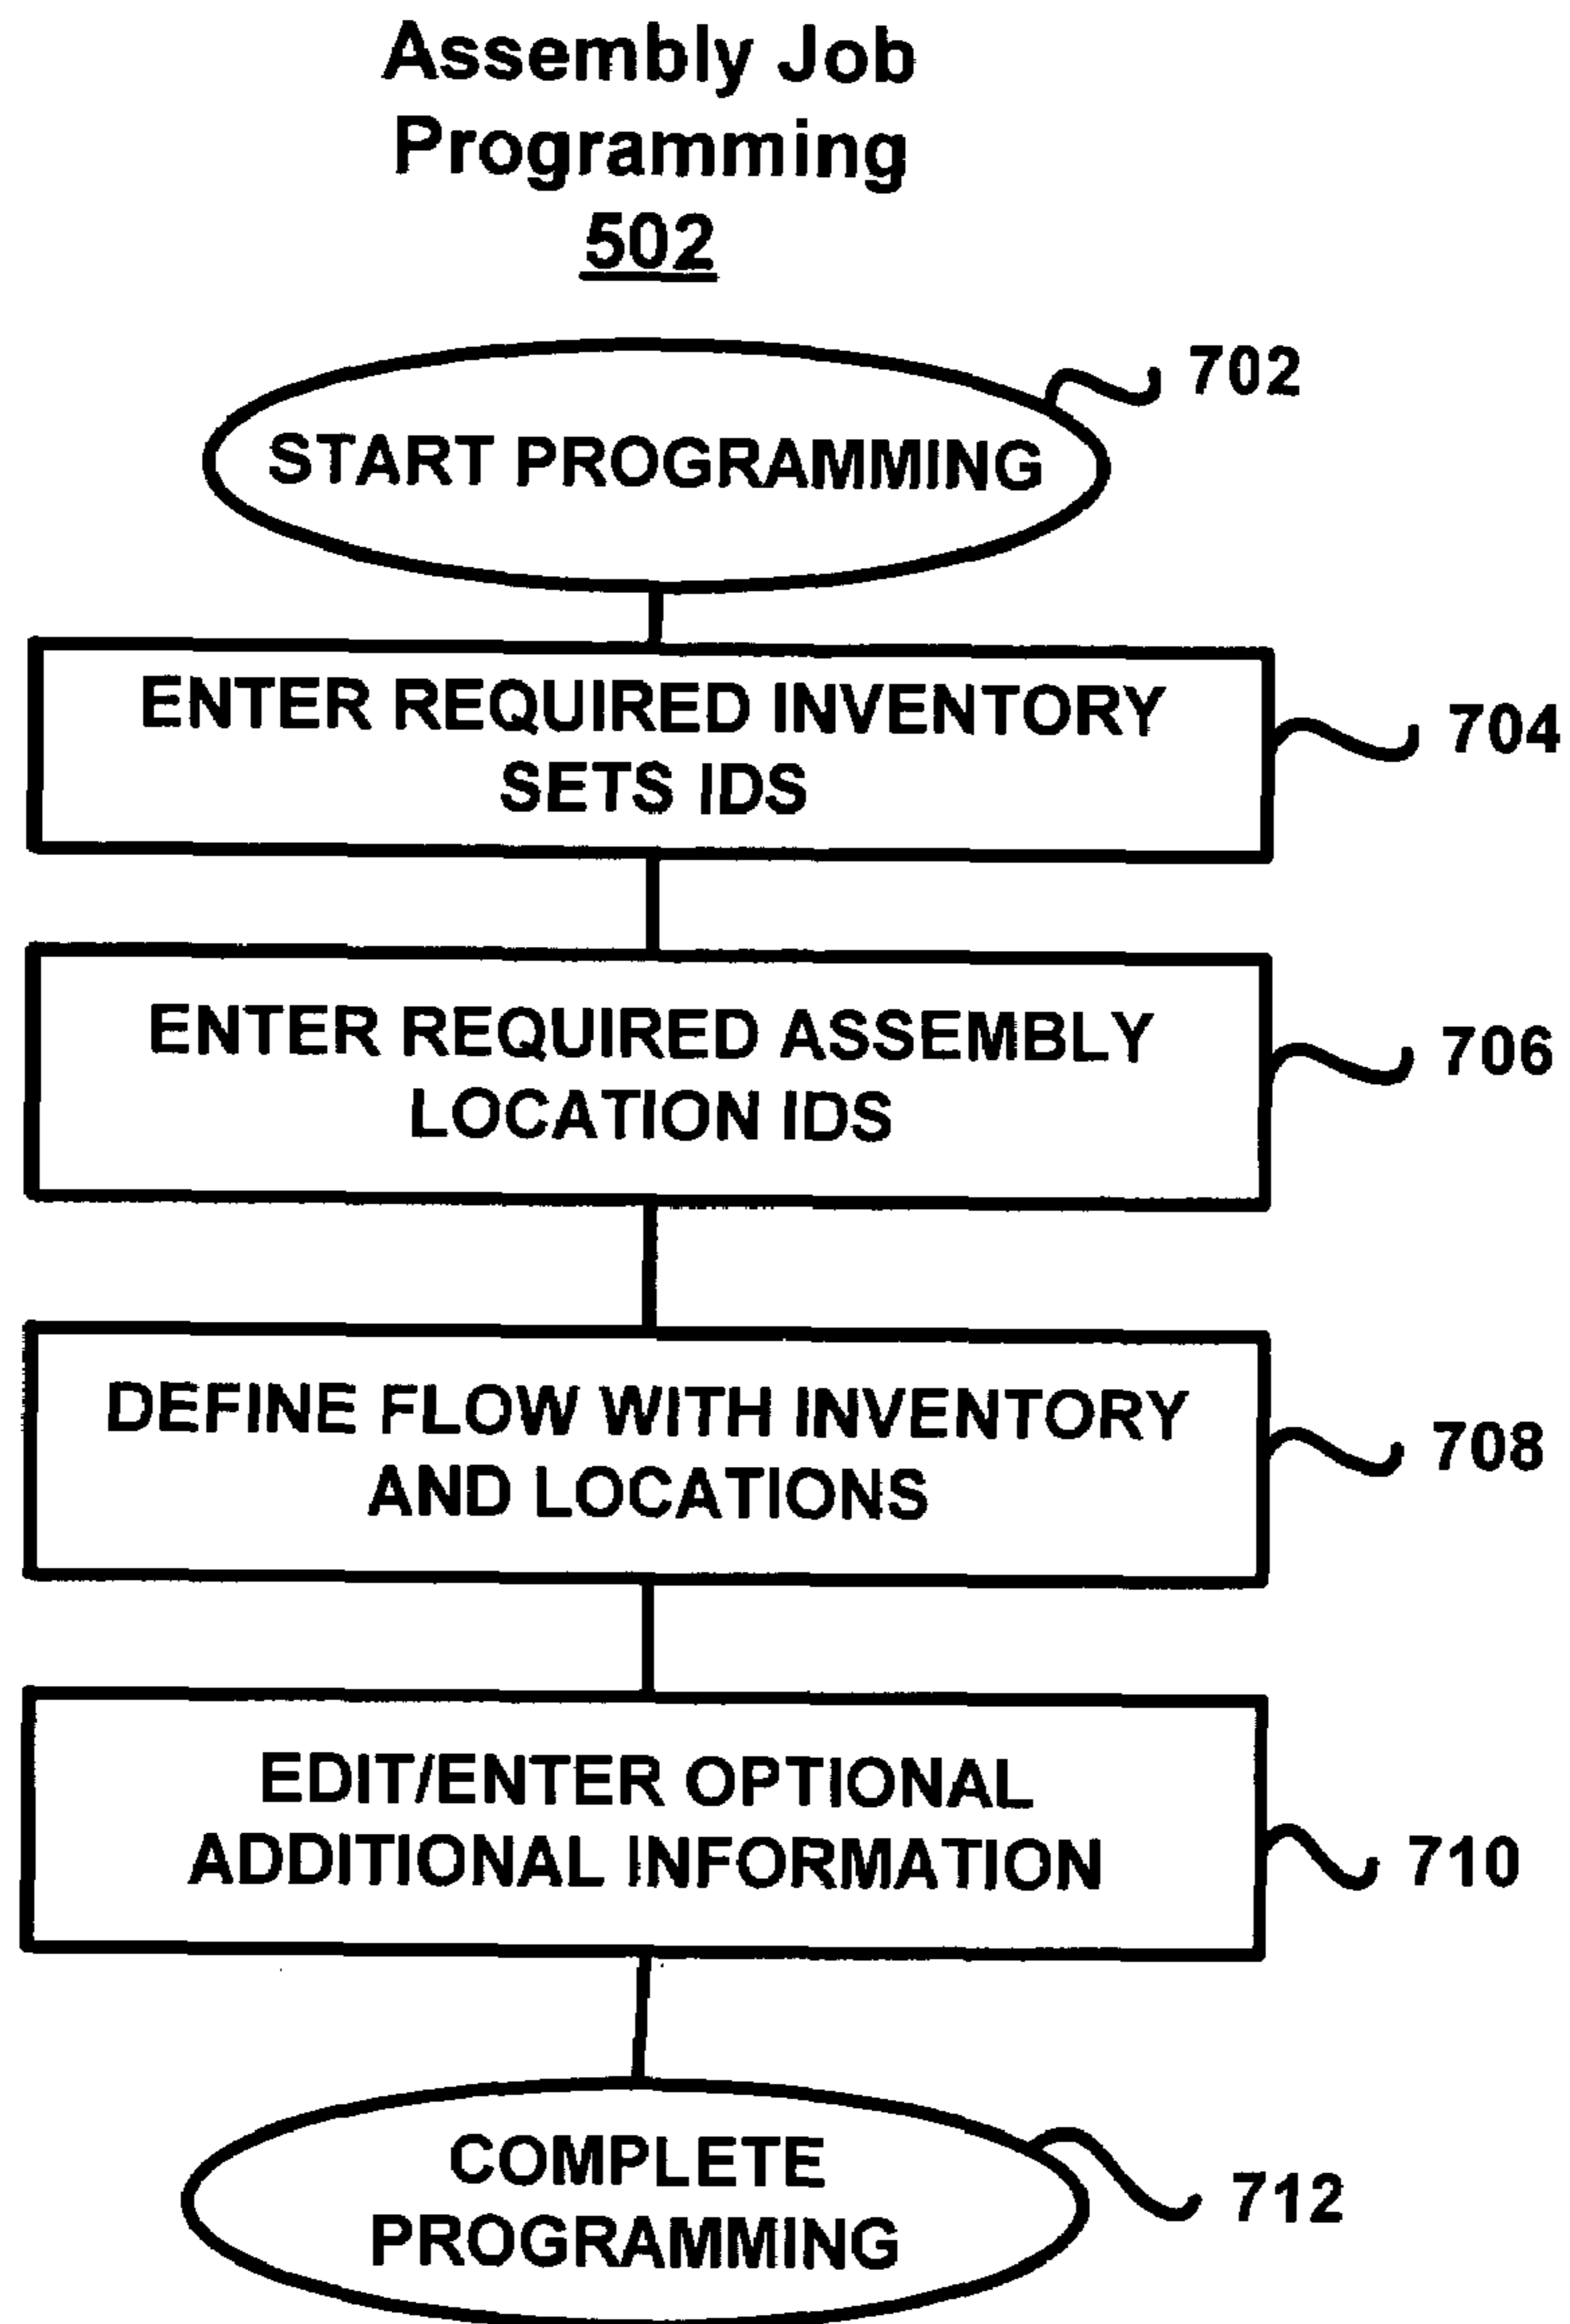 Assembly Job
Programming
502
702
START PROGRAMMING
ENTER REQUIRED INVENTORY
SETS IDS
704
ENTER REQUIRED ASSEMBLY
LOCATION IDS
706
DEFINE FLOW WITH INVENTORY
AND LOCATIONS
708
EDIT/ENTER OPTIONAL
ADDITIONAL INFORMATION
710
COMPLETE
PROGRAMMING
712